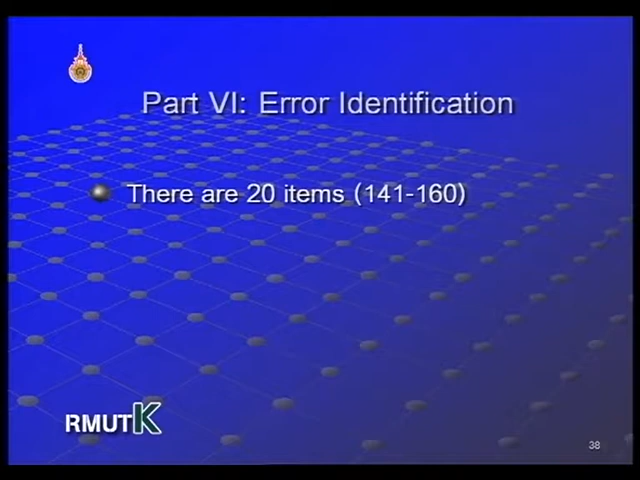 Part VI: Error Identification
There are 20 items (141-160)
RMUTK
38